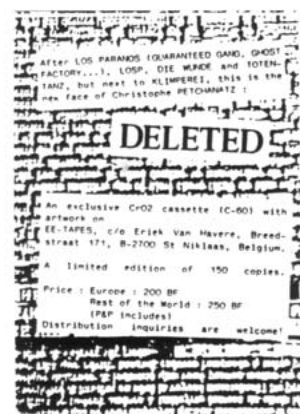 After LOS PARANOS (GUARANTEED GANG, GHOST
FACTORY...), LOSP, DIE WUNDE and TOTEN-
TANZ, but next to KLIMPEREI, this is the
new face of Christophe PETCHANATZ :
DELETED
An exclusive CrO2 cassette (C-60) with
artwork on
EE-TAPES, c/o Eriek Van Havere, Breed-
straat 171, B-2700 St Niklaas, Belgium.
A limited edition of 150 copies.
Price : Europe : 200 BF
Rest of the World : 250 BF
(P&P includes)
Distribution inquiries are welcome!